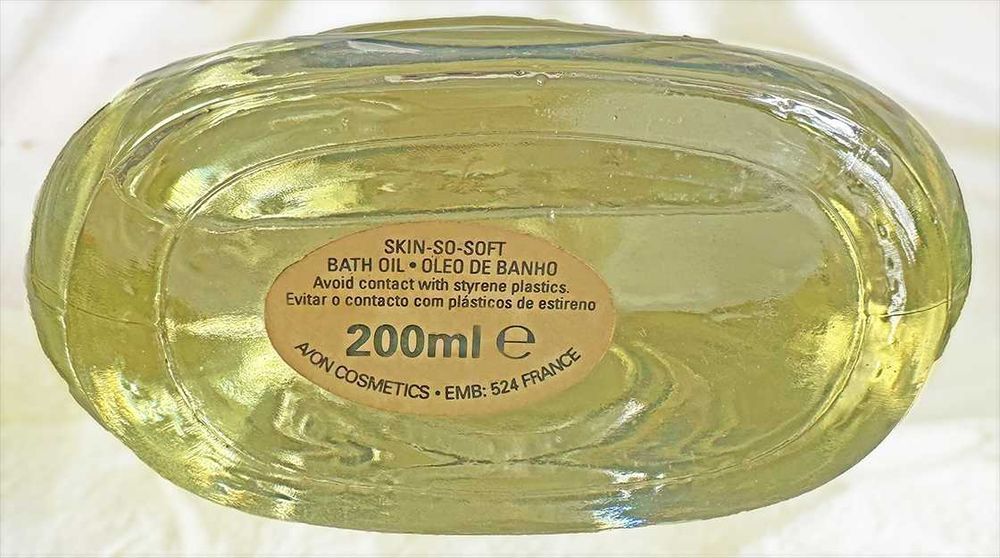 SKIN-SO-SOFT
BATH OIL • OLEO DE BANHO
Avoid contact with styrene plastics.
Evitar o contacto com plásticos de estireno
200ml ℮
AVON COSMETICS • EMB: 524 FRANCE